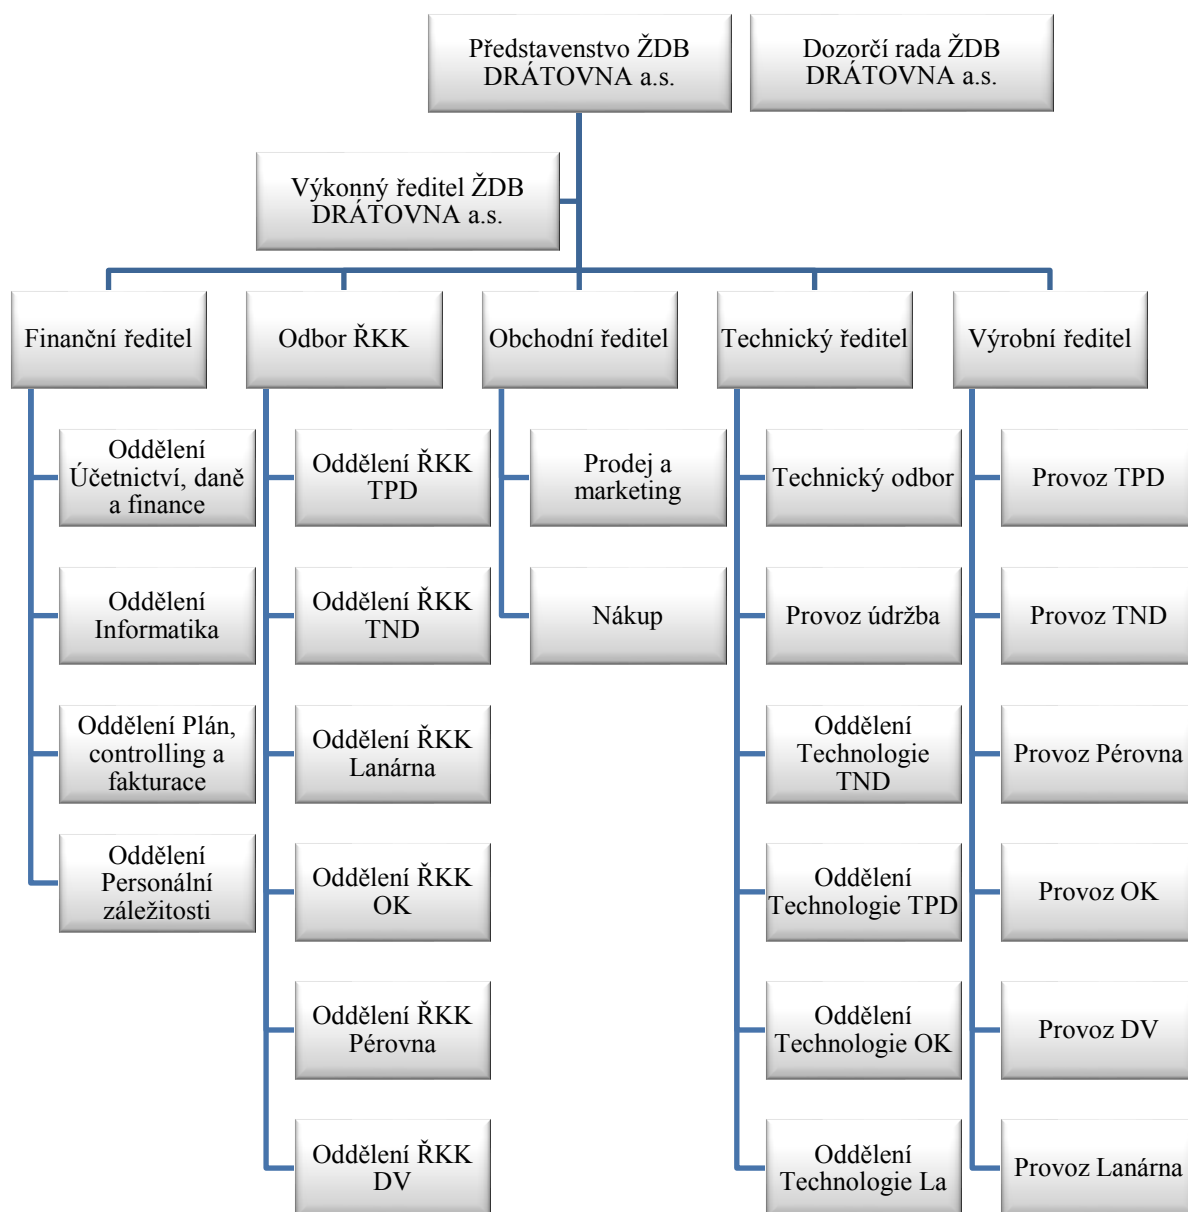 Představenstvo ŽDB
DRÁTOVNA a.s.
Dozorčí rada ŽDB
DRÁTOVNA a.s.
Výkonný ředitel ŽDB
DRÁTOVNA a.s.
Finanční ředitel
Odbor ŘKK
Obchodní ředitel
Technický ředitel
Výrobní ředitel
Oddělení
Účetnictví, daně
a finance
Oddělení
Informatika
Oddělení Plán,
controlling a
fakturace
Oddělení
Personální
záležitosti
Oddělení ŘKK
TPD
Oddělení ŘKK
TND
Oddělení ŘKK
Lanárna
Oddělení ŘKK
OK
Oddělení ŘKK
Pérovna
Oddělení ŘKK
DV
Prodej a
marketing
Nákup
Technický odbor
Provoz údržba
Oddělení
Technologie
TND
Oddělení
Technologie TPD
Oddělení
Technologie OK
Oddělení
Technologie La
Provoz TPD
Provoz TND
Provoz Pérovna
Provoz OK
Provoz DV
Provoz Lanárna